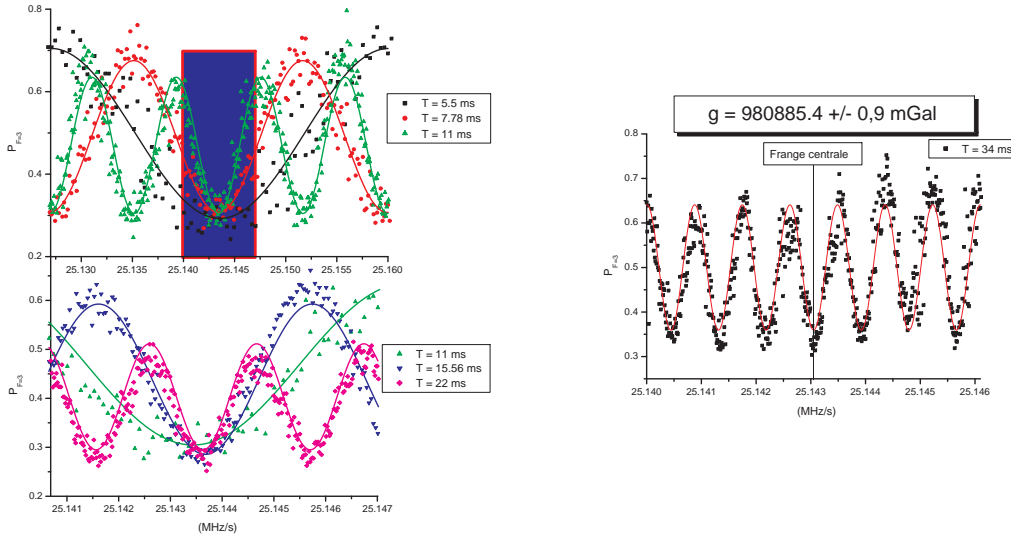 0.8
0.6
0.4
0.2
P F=3
25.130 25.135 25.140 25.145 25.150 25.155 25.160
T = 5.5 ms
T = 7.78 ms
T = 11 ms
0.6
0.5
0.4
0.3
0.2
P F=3
25.141 25.142 25.143 25.144 25.145 25.146 25.147
(MHz/s)
T = 11 ms
T = 15.56 ms
T = 22 ms
g = 980885.4 +/- 0,9 mGal
Frange centrale
T = 34 ms
0.8
0.7
0.6
0.5
0.4
0.3
P F=3
25.140 25.141 25.142 25.143 25.144 25.145 25.146
(MHz/s)